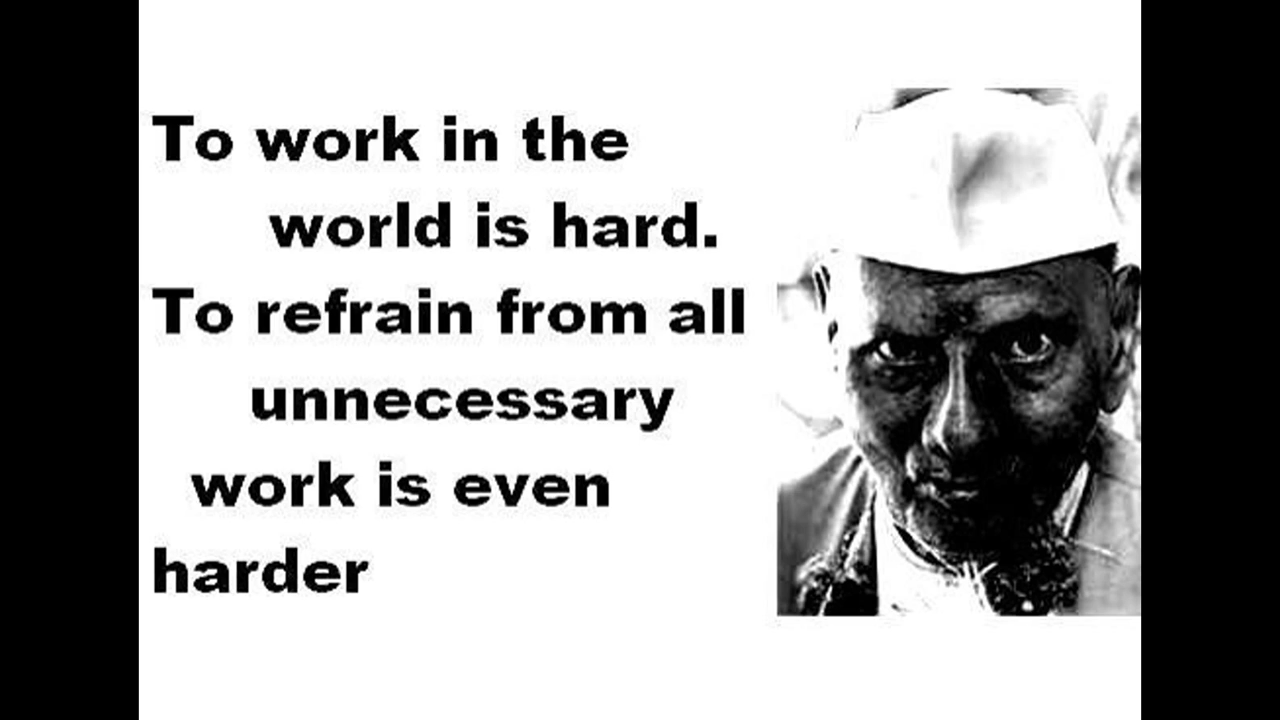 To work in the
world is hard.
To refrain from all
unnecessary
work is even
harder